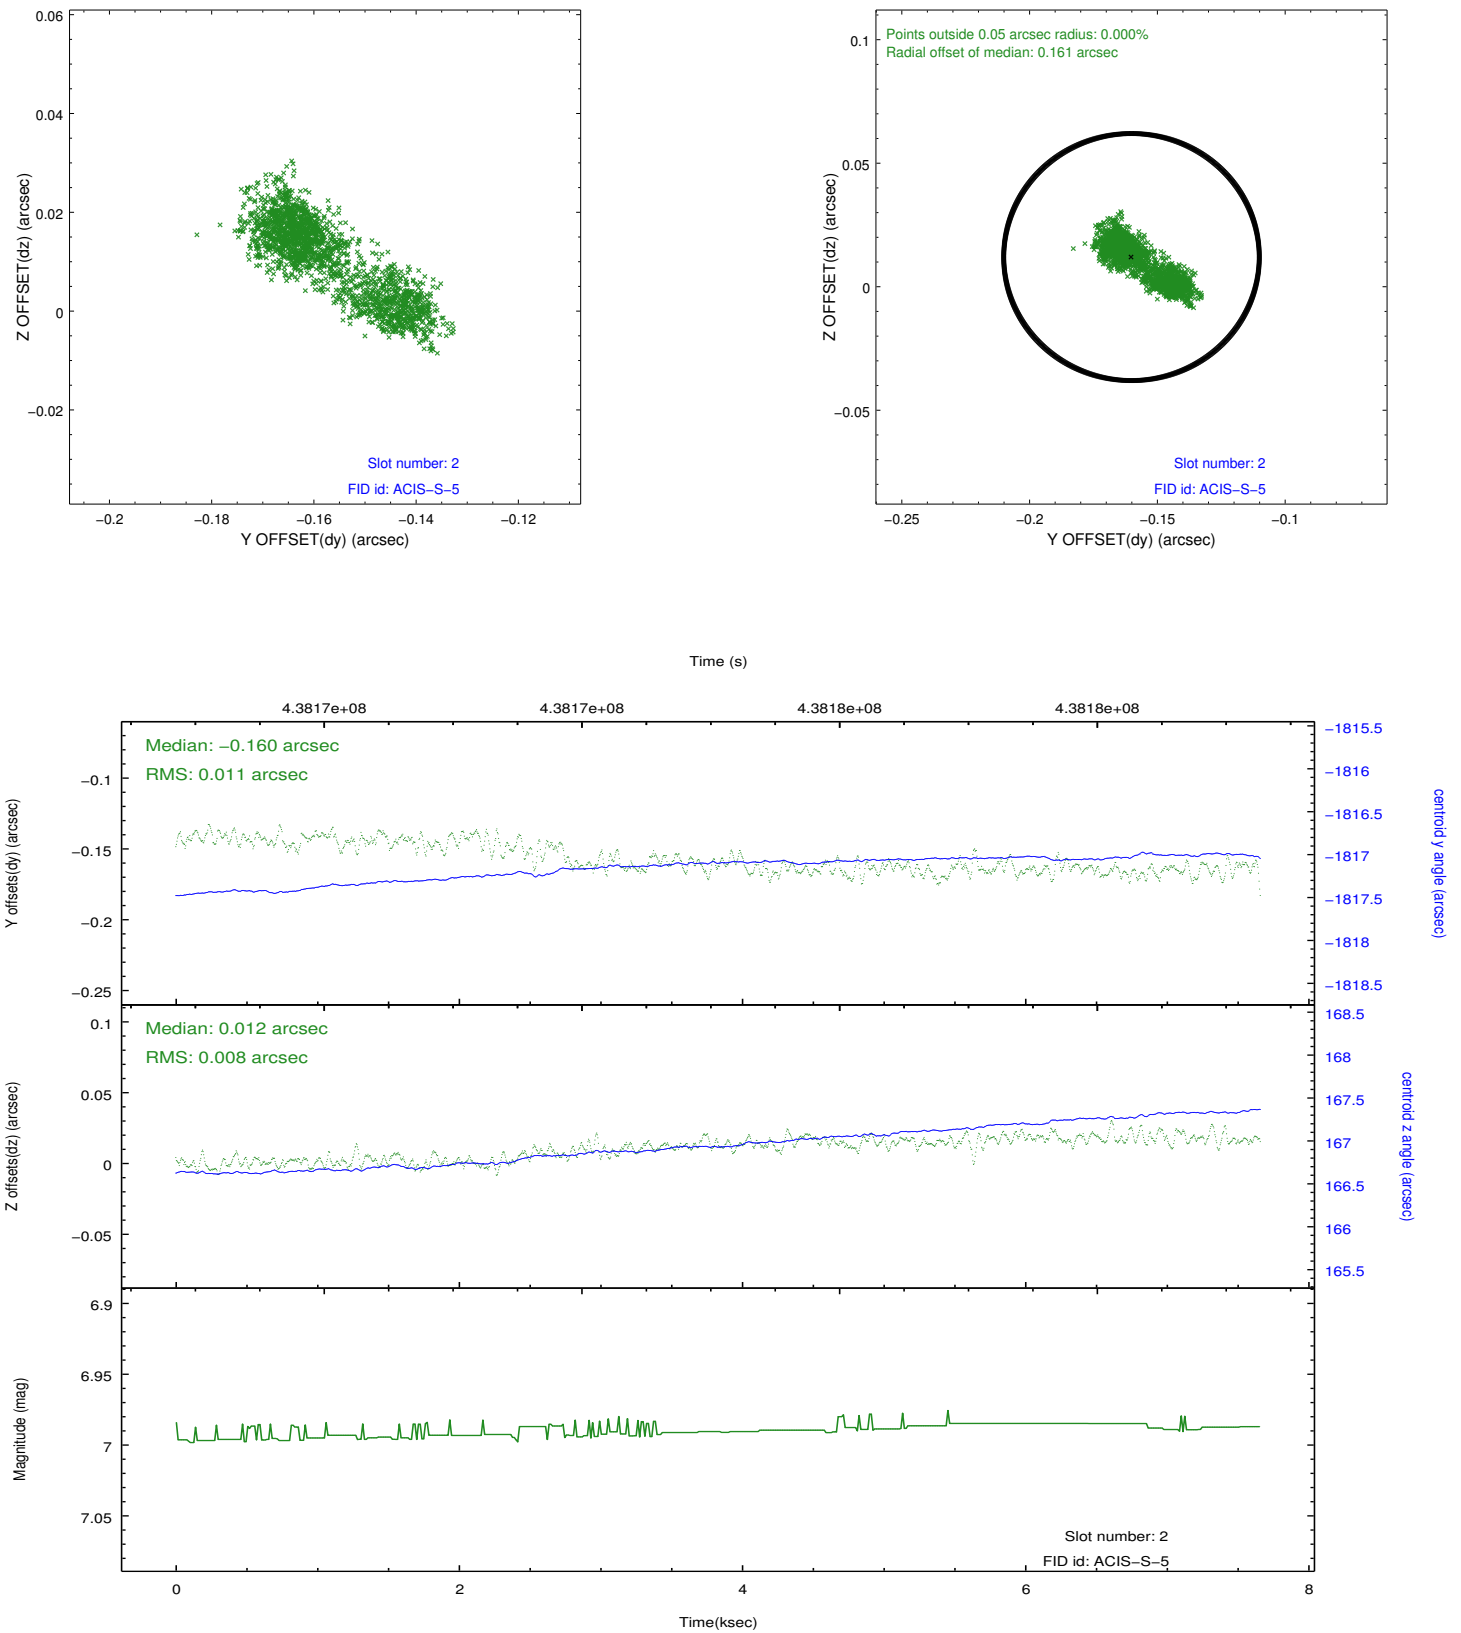 0.06
0.04
0.02
0
−0.02
Z OFFSET(dz) (arcsec)
Slot number: 2
FID id: ACIS−S−5
−0.2
−0.18
−0.16
−0.14
−0.12
Y OFFSET(dy) (arcsec)
Points outside 0.05 arcsec radius: 0.000%
Radial offset of median: 0.161 arcsec
0.1
0.05
0
−0.05
Z OFFSET(dz) (arcsec)
Slot number: 2
FID id: ACIS−S−5
−0.25
−0.2
−0.15
−0.1
Y OFFSET(dy) (arcsec)
Time (s)
4.3817e+08
4.3817e+08
4.3818e+08
4.3818e+08
Median: −0.160 arcsec
RMS: 0.011 arcsec
−0.1
−0.15
−0.2
−0.25
Y offsets(dy) (arcsec)
−1815.5
−1816
−1816.5
−1817
−1817.5
−1818
−1818.5
centroid y angle (arcsec)
Median: 0.012 arcsec
RMS: 0.008 arcsec
0.1
0.05
0
−0.05
Z offsets(dz) (arcsec)
168.5
168
167.5
167
166.5
166
165.5
centroid z angle (arcsec)
6.9
6.95
7
7.05
Magnitude (mag)
Slot number: 2
FID id: ACIS−S−5
0
2
4
6
8
Time(ksec)